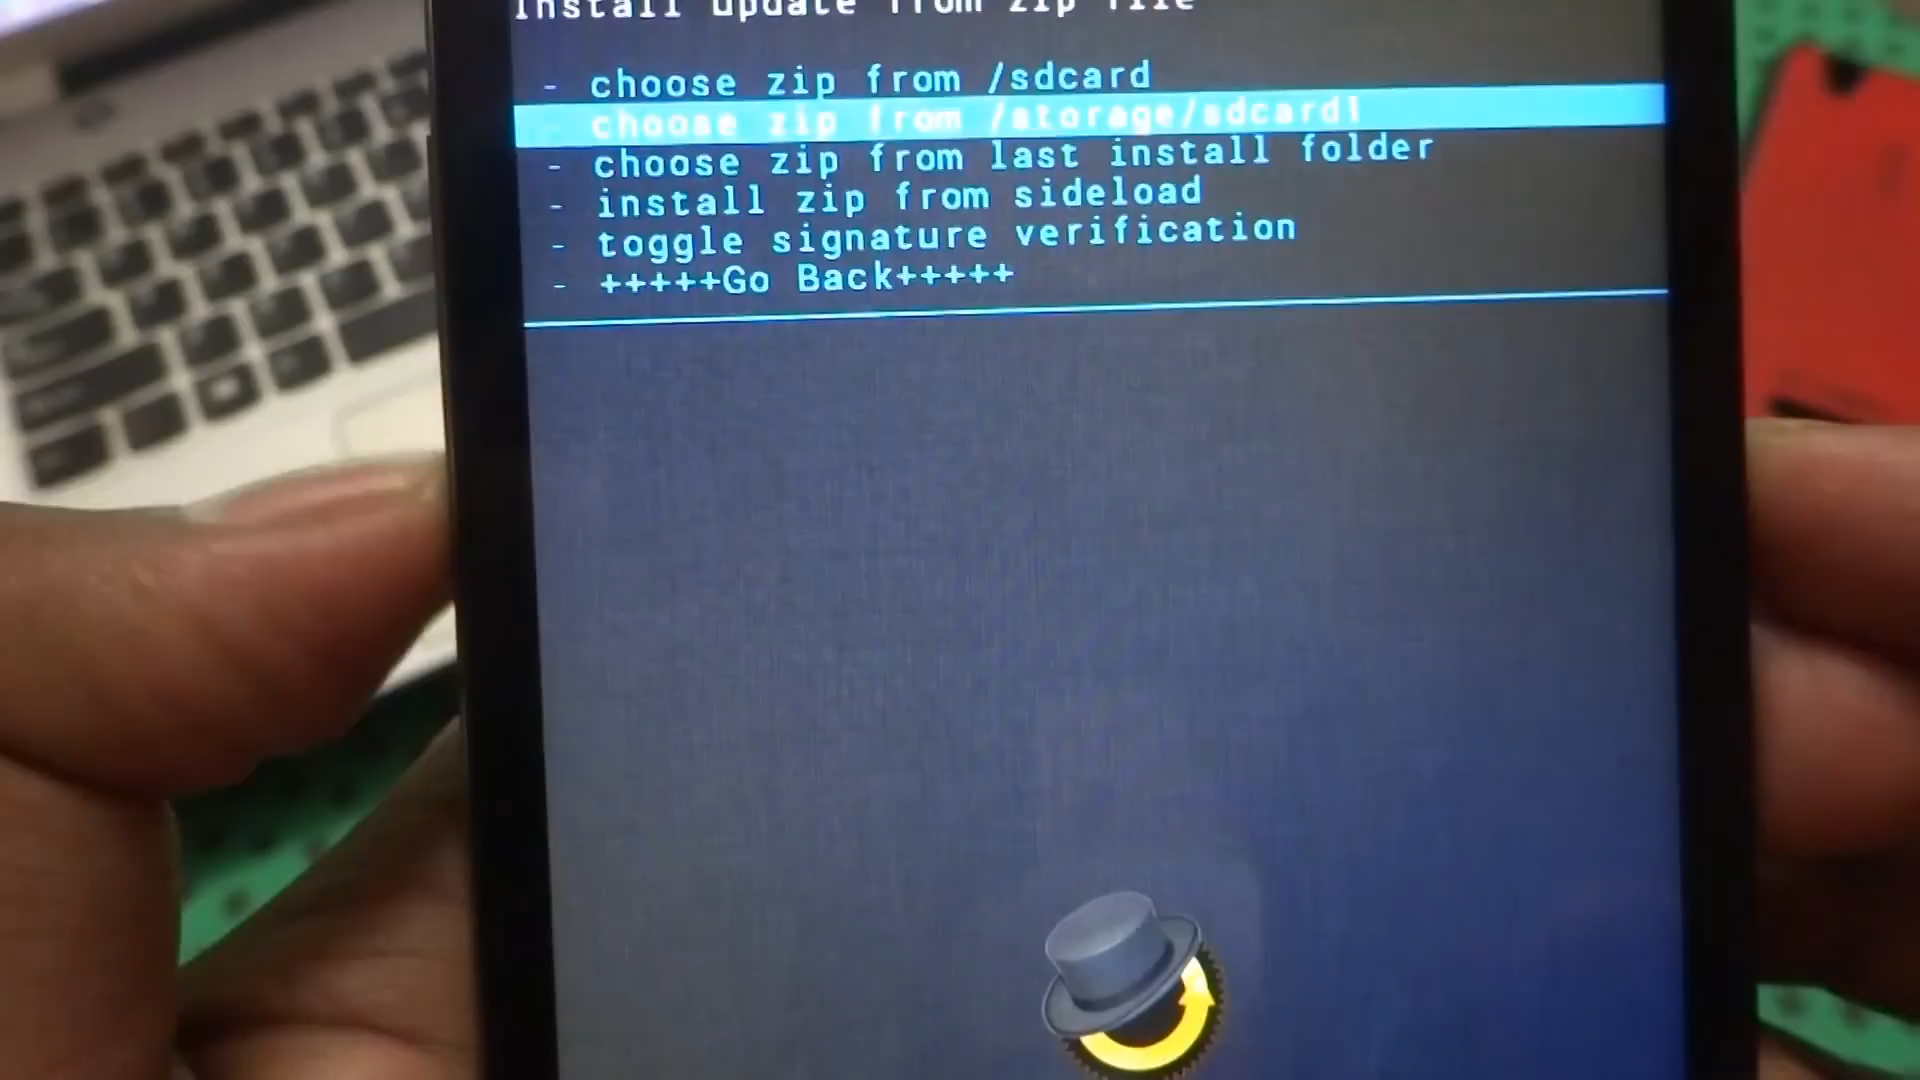 Install update from zip file
- choose zip from /sdcard
- choose zip from /storage/sdcard1
- choose zip from last install folder
- install zip from sideload
- toggle signature verification
- +++++Go Back+++++